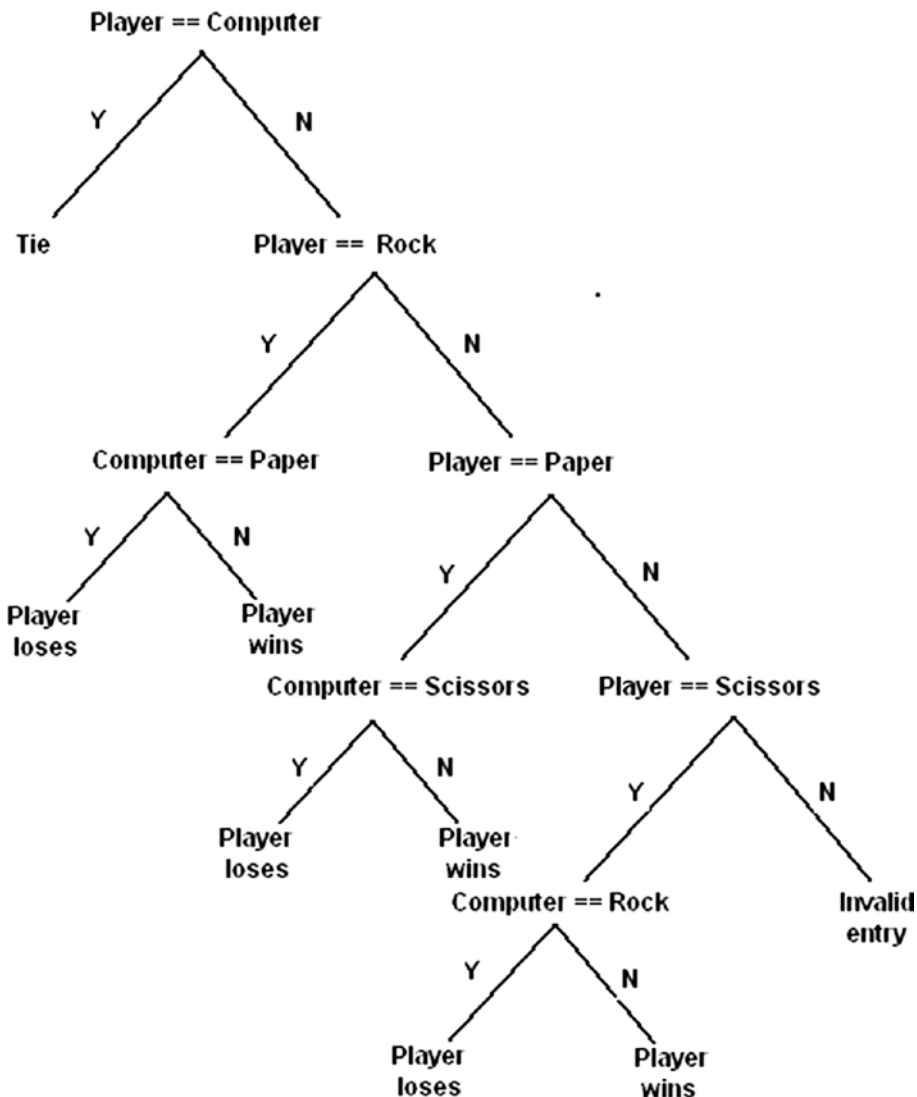 Player == Computer
Y
N
Tie
Player == Rock
Y
N
Computer == Paper
Player == Paper
Y
N
Y
N
Player
loses
Player
wins
Computer == Scissors
Player == Scissors
Y
N
Y
N
Player
loses
Player
wins
Computer == Rock
Invalid
entry
Y
N
Player
loses
Player
wins